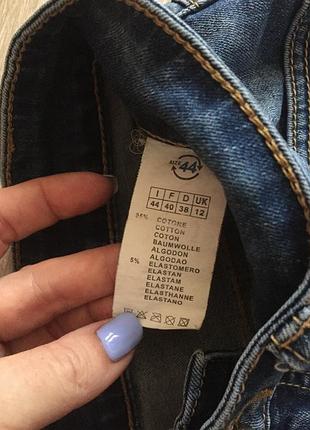 SIZE 44
I F D UK
44 40 38 12
95% COTONE
COTTON
COTON
BAUMWOLLE
ALGODON
ALGODAO
5% ELASTOMERO
ELASTAN
ELASTAM
ELASTANE
ELASTHANNE
ELASTANO